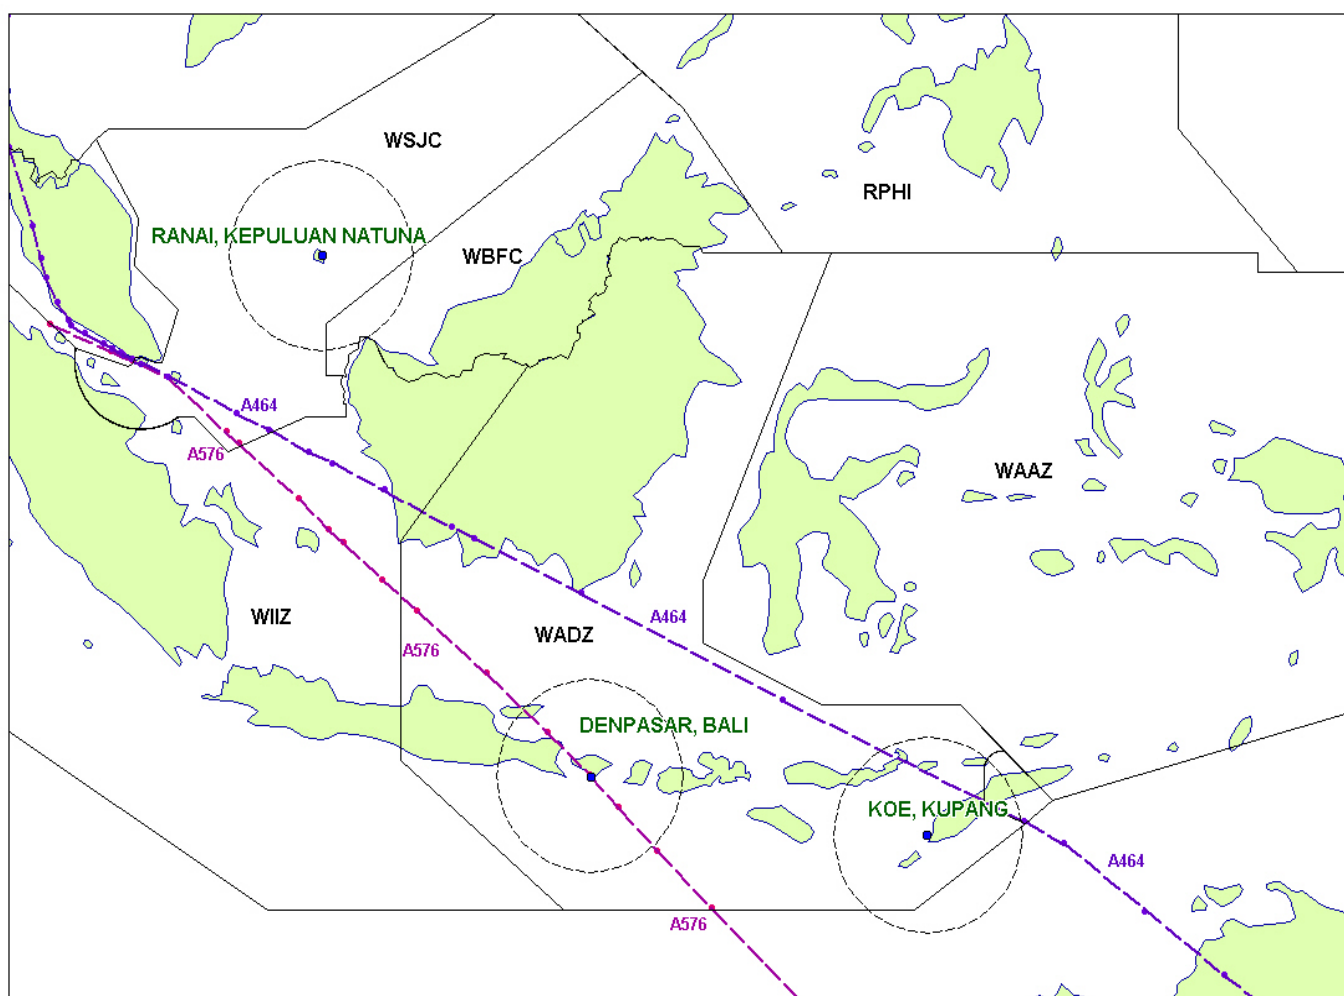 WSJC
RPHI
RANAI, KEPULUAN NATUNA
WBFC
A464
A576
WAAZ
WIIZ
A464
WADZ
A576
DENPASAR, BALI
KOE, KUPANG
A464
A576